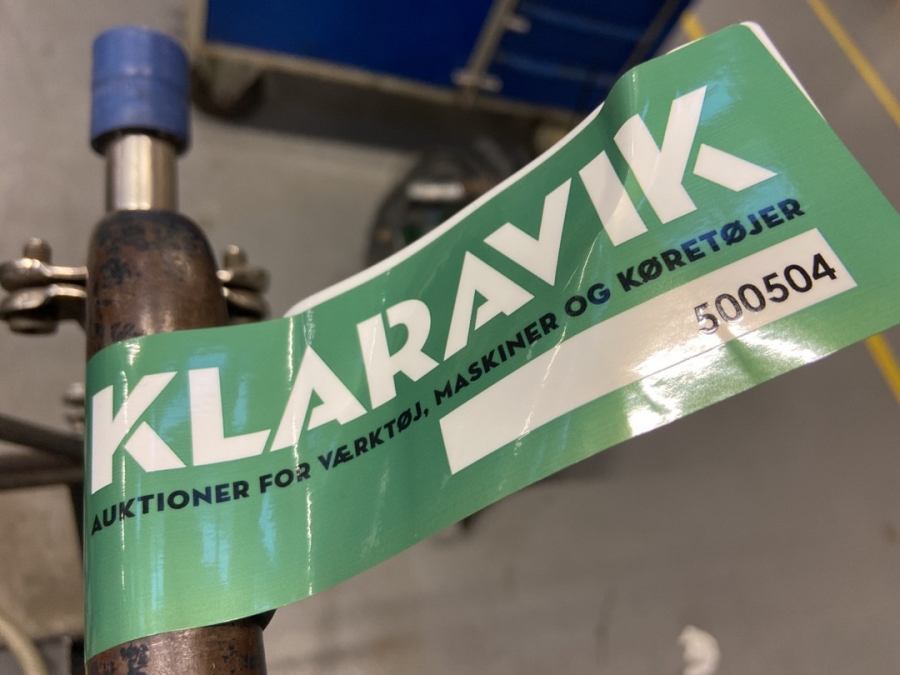 KLARAVIK
AUKTIONER FOR VÆRKTØJ, MASKINER OG KØRETØJER
500504